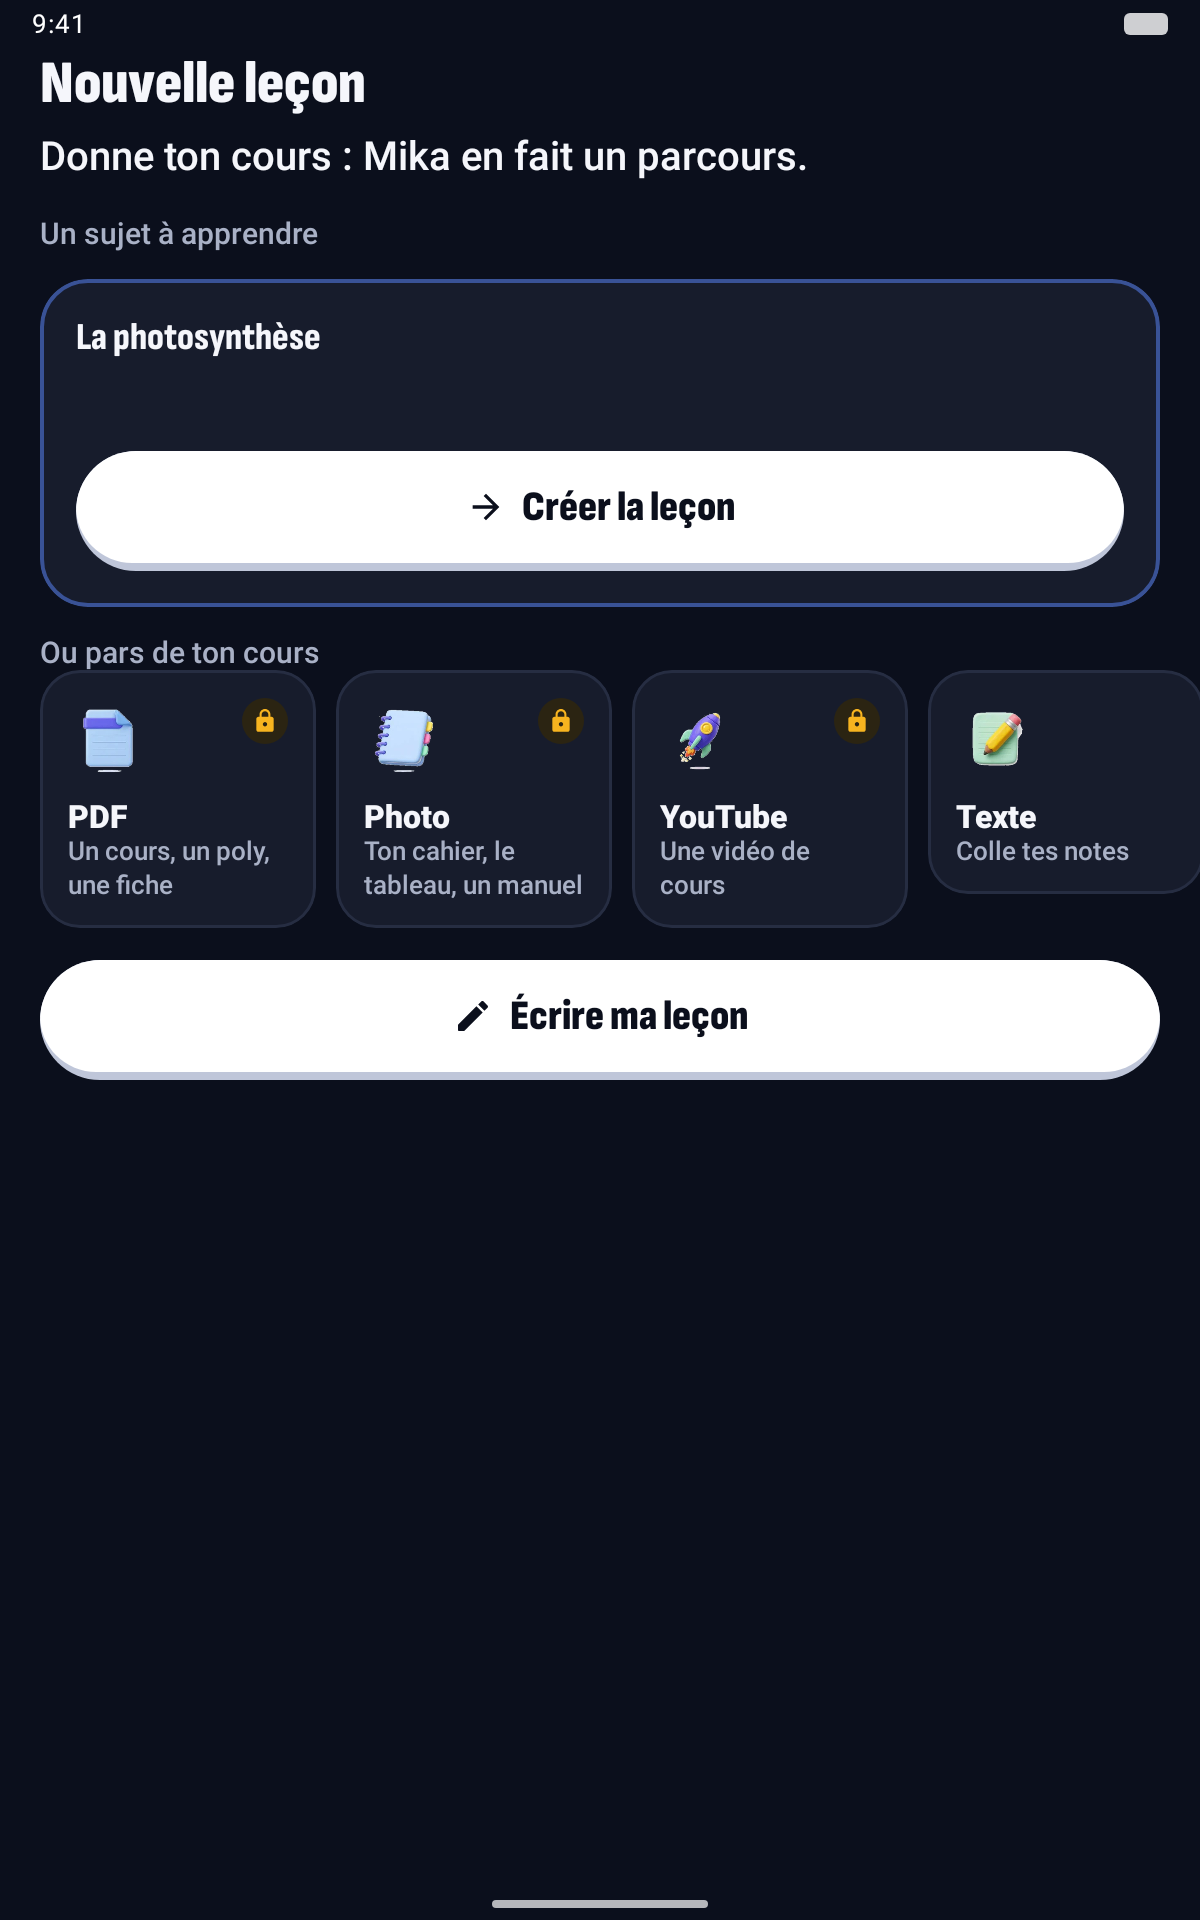 9:41
Nouvelle leçon
Donne ton cours : Mika en fait un parcours.
Un sujet à apprendre
La photosynthèse
Créer la leçon
Ou pars de ton cours
PDF
Un cours, un poly,
une fiche
Photo
Ton cahier, le
tableau, un manuel
YouTube
Une vidéo de
cours
Texte
Colle tes notes
Écrire ma leçon